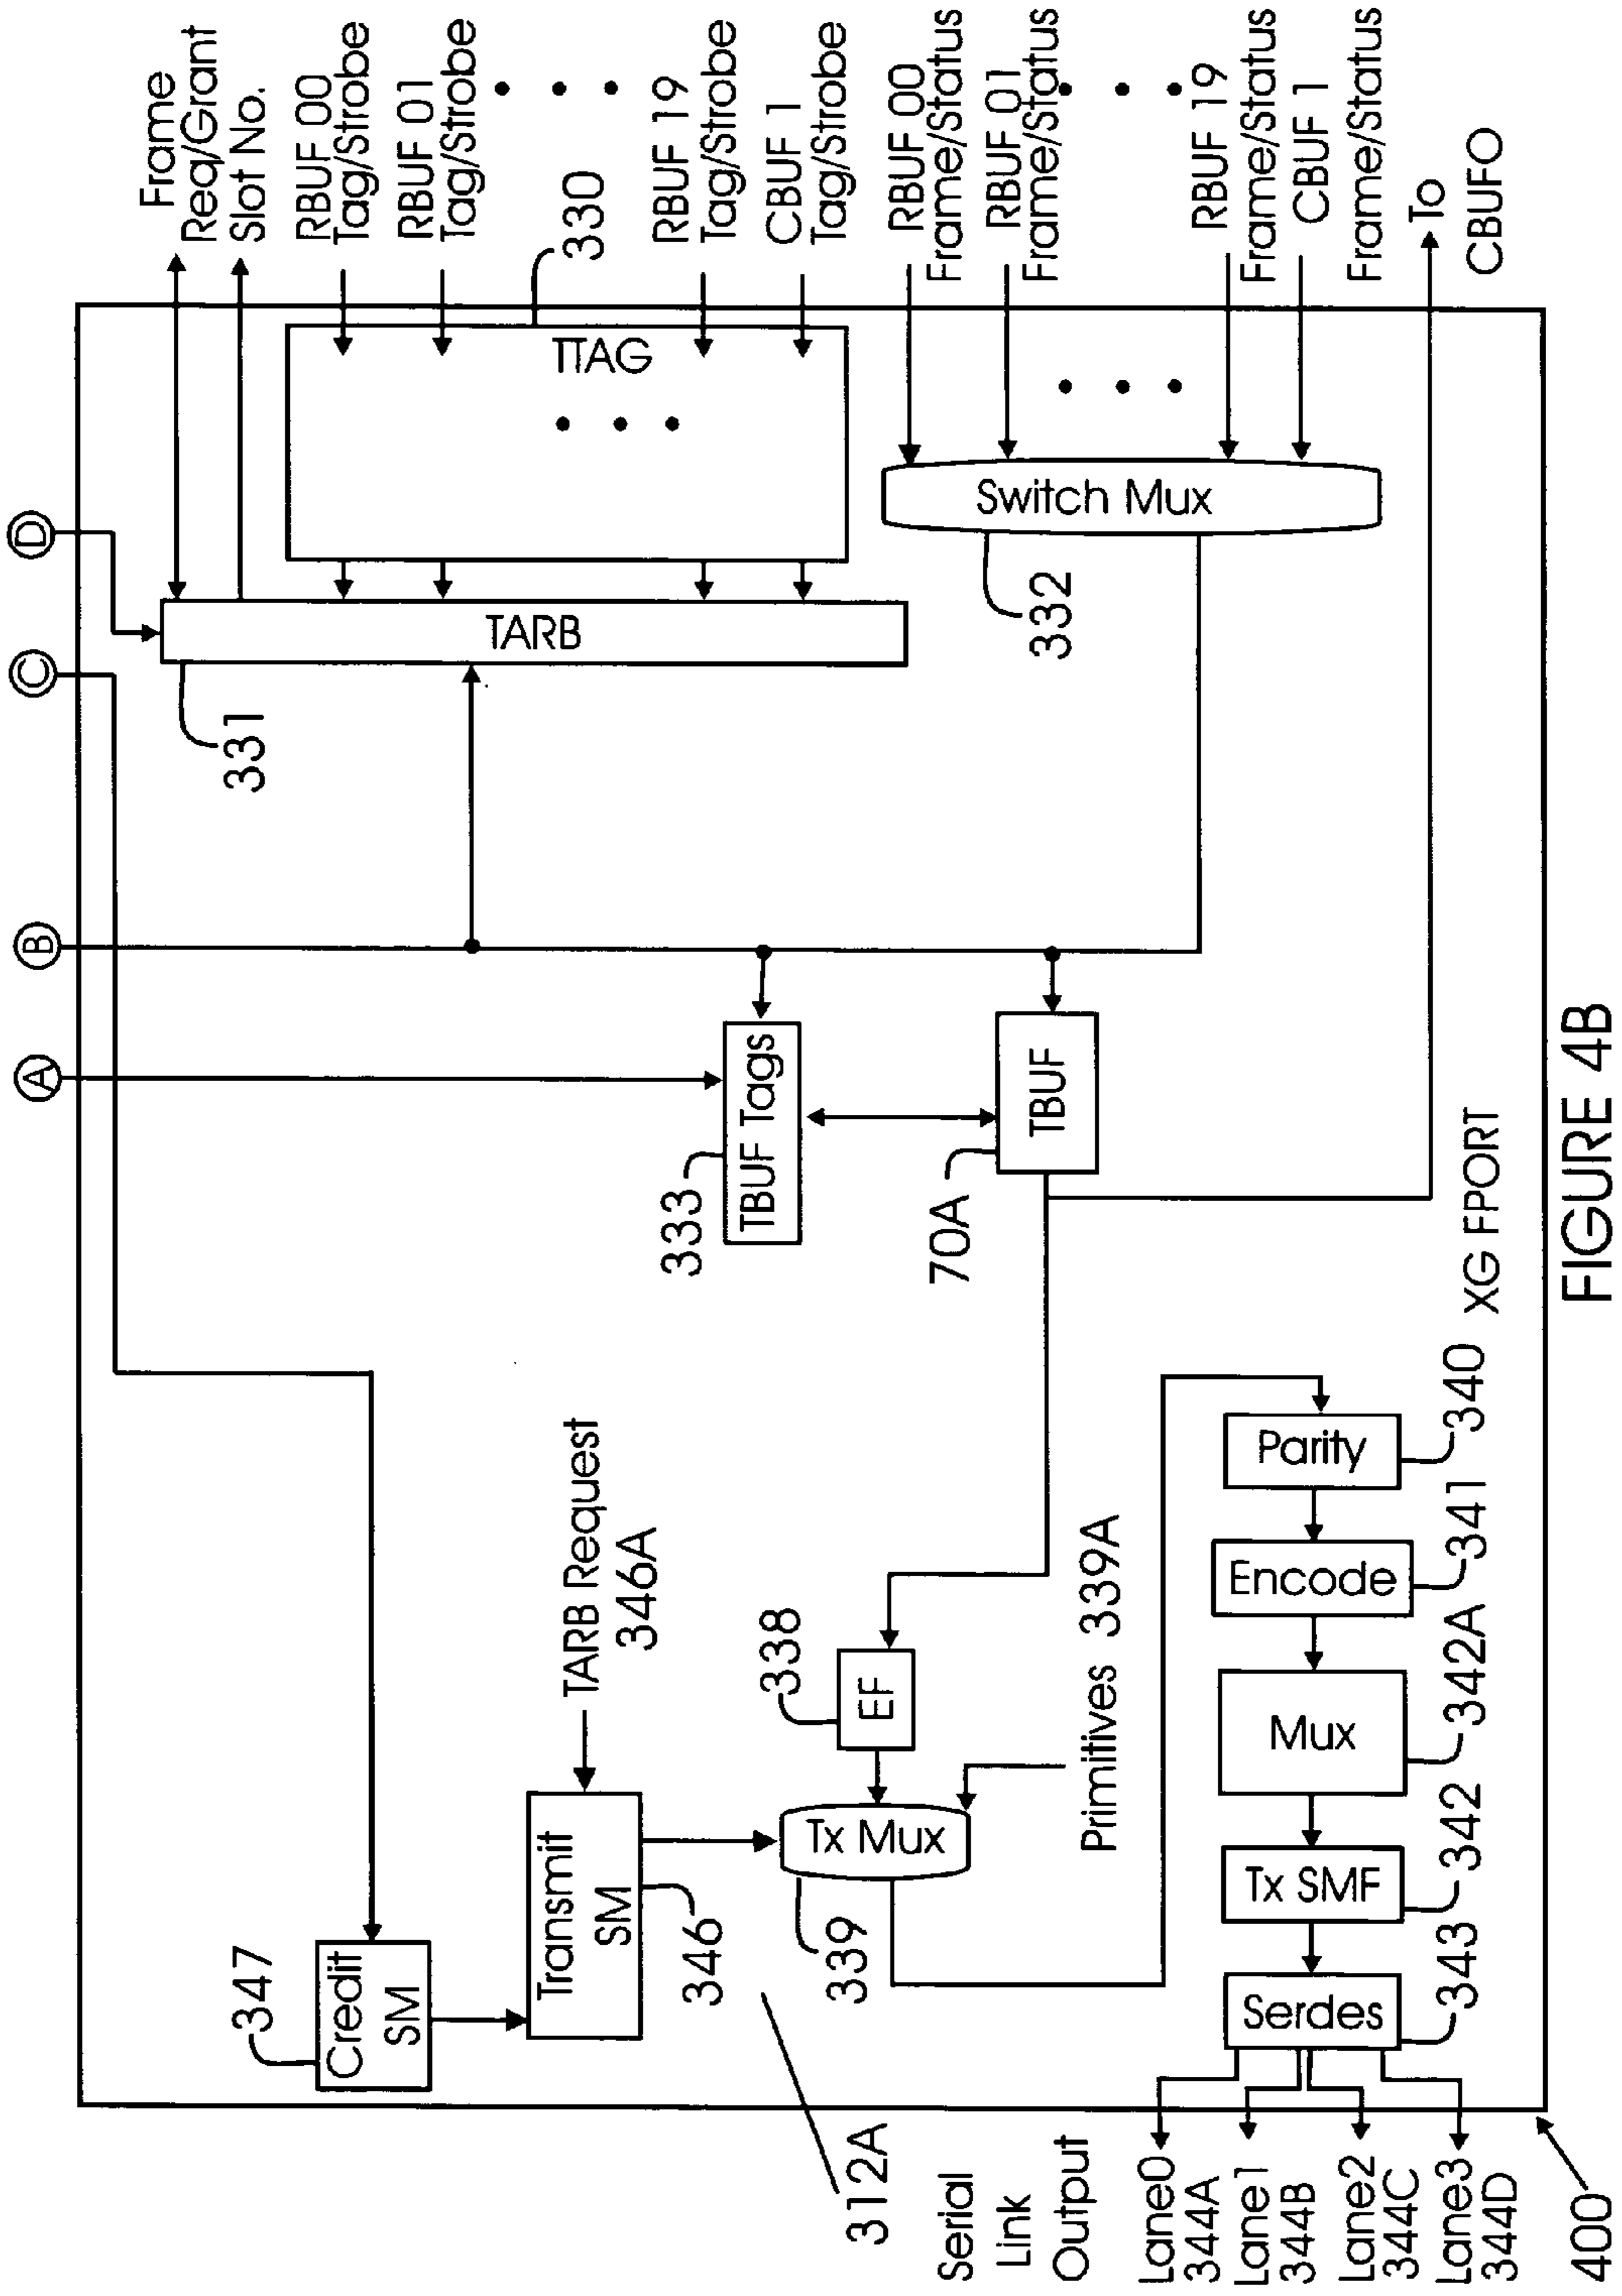 D
C
B
A
Frame
Req/Grant
Slot No.
RBUF 00
Tag/Strobe
RBUF 01
Tag/Strobe
RBUF 19
Tag/Strobe
CBUF 1
Tag/Strobe
330
TTAG
TARB
331
RBUF 00
Frame/Status
RBUF 01
Frame/Status
RBUF 19
Frame/Status
CBUF 1
Frame/Status
Switch Mux
332
To
CBUFO
TBUF Tags
333
TBUF
70A
347
Credit
SM
Transmit
SM
346
TARB Request
346A
338
EF
Tx Mux
339
Primitives 339A
312A
XG FPORT
Parity
340
Encode
341
Mux
342A
Tx SMF
342
Serdes
343
Serial
Link
Output
Lane0
344A
Lane1
344B
Lane2
344C
Lane3
344D
400
FIGURE 4B